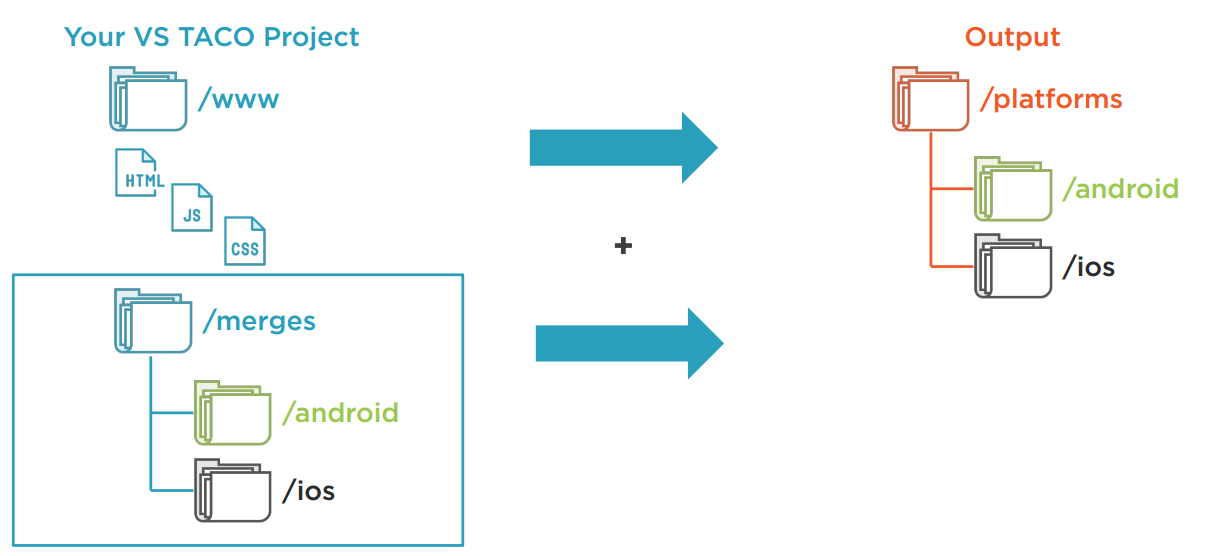 Your VS TACO Project
/www
HTML
JS
CSS
/merges
/android
/ios
+
Output
/platforms
/android
/ios